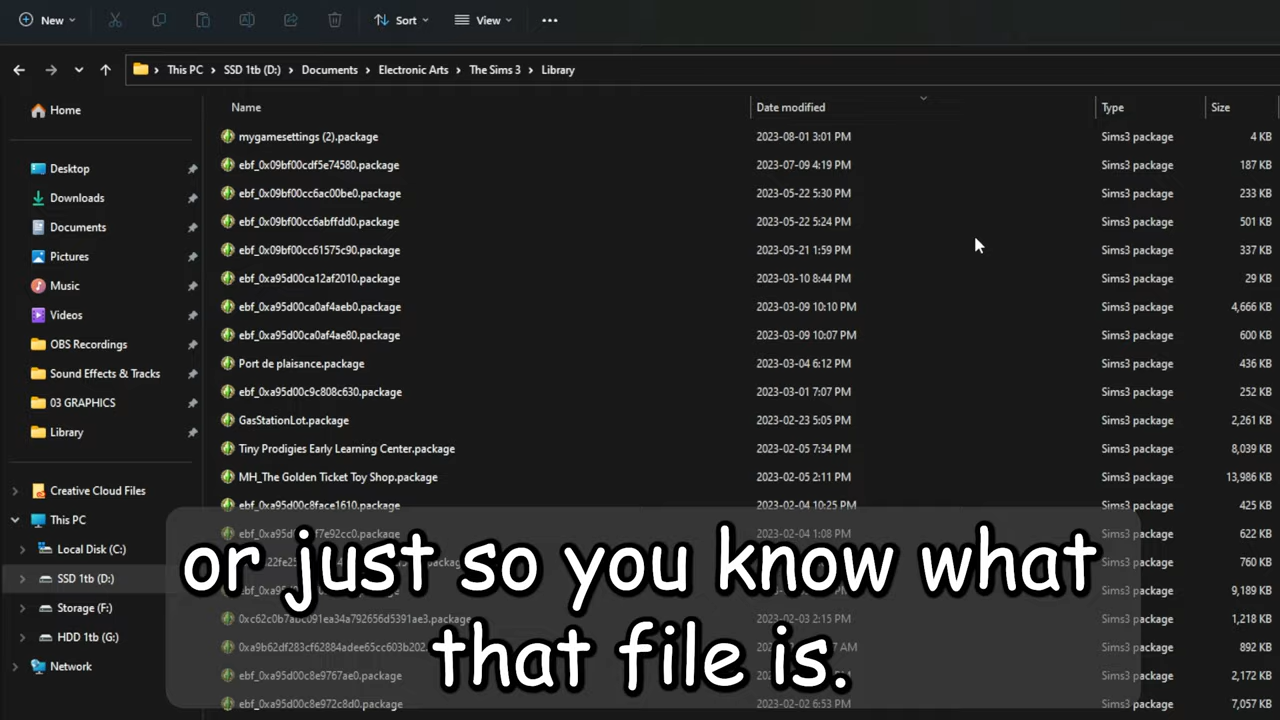 New Sort View
This PC SSD 1tb (D:) Documents Electronic Arts The Sims 3 Library
Name Date modified Type Size
Home
Desktop
Downloads
Documents
Pictures
Music
Videos
OBS Recordings
Sound Effects & Tracks
03 GRAPHICS
Library
Creative Cloud Files
This PC
Local Disk (C:)
SSD 1tb (D:)
Storage (F:)
HDD 1tb (G:)
Network
mygamesettings (2).package 2023-08-01 3:01 PM Sims3 package 4 KB
ebf_0x09bf00cdf5e74580.package 2023-07-09 4:19 PM Sims3 package 187 KB
ebf_0x09bf00cc6ac00be0.package 2023-05-22 5:30 PM Sims3 package 233 KB
ebf_0x09bf00cc6abffdd0.package 2023-05-22 5:24 PM Sims3 package 501 KB
ebf_0x09bf00cc61575c90.package 2023-05-21 1:59 PM Sims3 package 337 KB
ebf_0xa95d00ca12af2010.package 2023-03-10 8:44 PM Sims3 package 29 KB
ebf_0xa95d00ca0af4aeb0.package 2023-03-09 10:10 PM Sims3 package 4,666 KB
ebf_0xa95d00ca0af4ae80.package 2023-03-09 10:07 PM Sims3 package 600 KB
Port de plaisance.package 2023-03-04 6:12 PM Sims3 package 436 KB
ebf_0xa95d00c9c808c630.package 2023-03-01 7:07 PM Sims3 package 252 KB
GasStationLot.package 2023-02-23 5:05 PM Sims3 package 2,261 KB
Tiny Prodigies Early Learning Center.package 2023-02-05 7:34 PM Sims3 package 8,039 KB
MH_The Golden Ticket Toy Shop.package 2023-02-05 2:11 PM Sims3 package 13,986 KB
ebf_0xa95d00c8face1610.package 2023-02-04 10:25 PM Sims3 package 425 KB
2023-02-04 1:08 PM Sims3 package 622 KB
Sims3 package 760 KB
Sims3 package 9,189 KB
0xc62c0b7abc091ea34a792656d5391ae3.package 2023-02-03 2:15 PM Sims3 package 1,218 KB
Sims3 package 892 KB
ebf_0xa95d00c8e9767ae0.package Sims3 package 2,172 KB
ebf_0xa95d00c8e972c8d0.package 2023-02-02 6:53 PM Sims3 package 7,057 KB
or just so you know what
that file is.